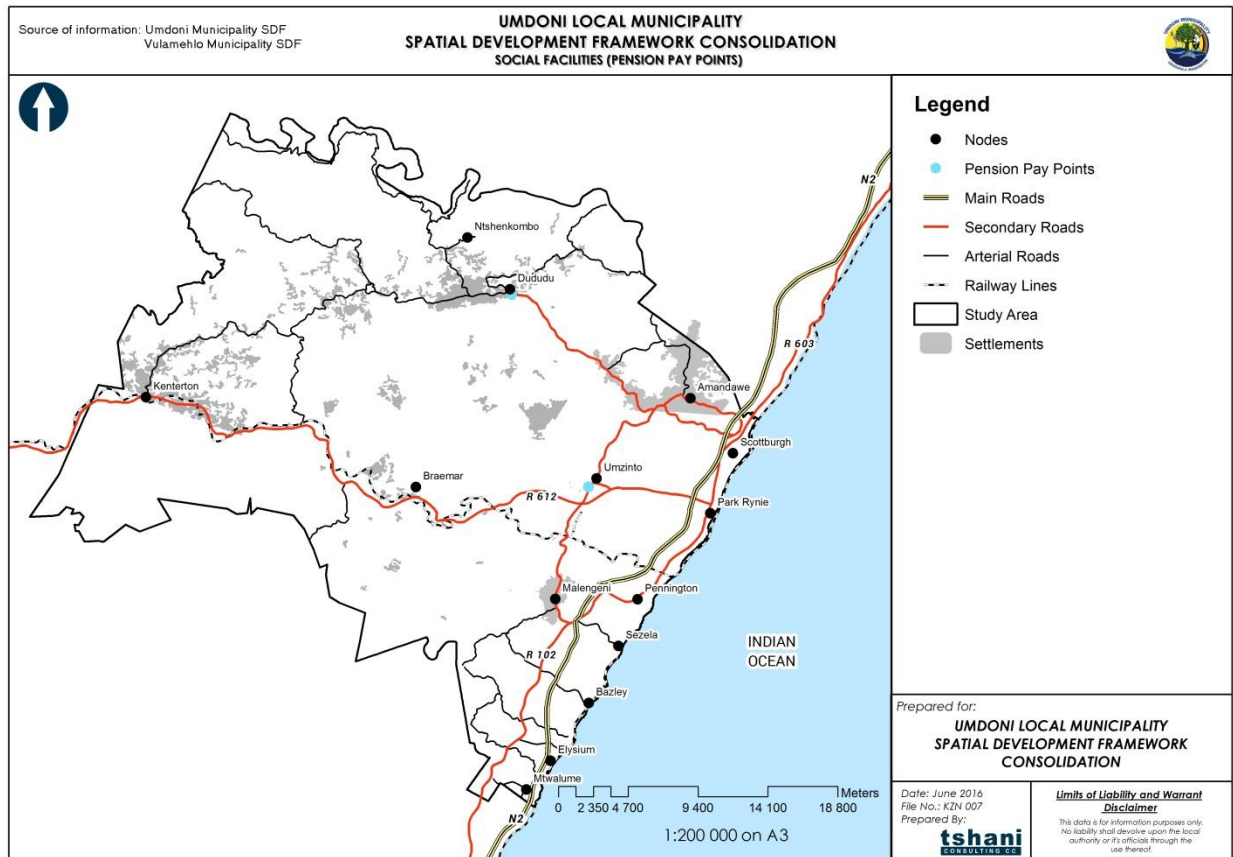 Source of information: Umdoni Municipality SDF
Vulamehlo Municipality SDF
UMDONI LOCAL MUNICIPALITY
SPATIAL DEVELOPMENT FRAMEWORK CONSOLIDATION
SOCIAL FACILITIES (PENSION PAY POINTS)
Legend
Nodes
Pension Pay Points
Main Roads
Secondary Roads
Arterial Roads
Railway Lines
Study Area
Settlements
N2
Ntshenkombo
Dududu
R 603
Kenterton
Amandawe
Scottburgh
Umzinto
Braemar
R 612
Park Rynie
Malengeni
Pennington
Sezela
INDIAN
OCEAN
R 102
Bazley
Elysium
Mtwalume
N2
Meters
0 2 350 4 700 9 400 14 100 18 800
1:200 000 on A3
Prepared for:
UMDONI LOCAL MUNICIPALITY
SPATIAL DEVELOPMENT FRAMEWORK
CONSOLIDATION
Date: June 2016
File No.: KZN 007
Prepared By:
tshani
CONSULTING CC
Limits of Liability and Warrant
Disclaimer
This data is for information purposes only.
No liability shall devolve upon the local
authority or it's officials through the
use thereof.